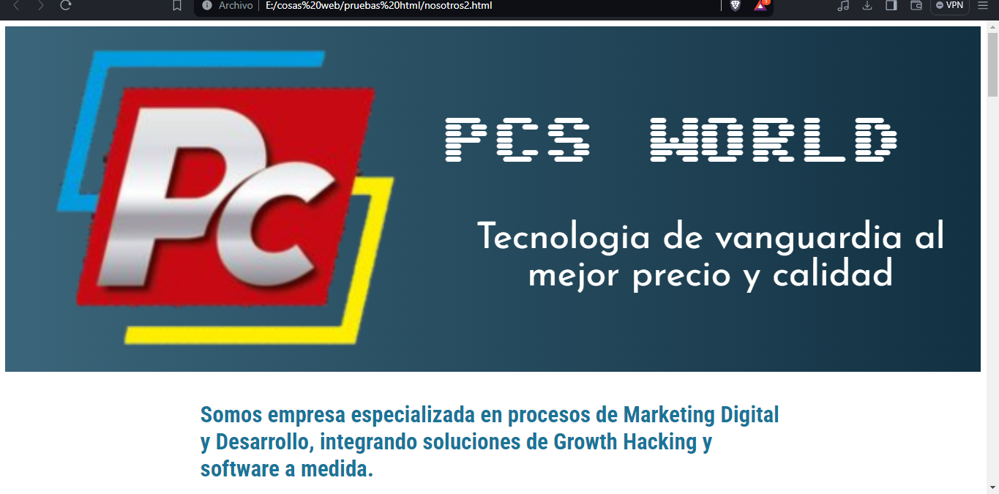 Archivo E:/cosas%20web/pruebas%20html/nosotros2.html
1
VPN
Pc
PCS WORLD
Tecnologia de vanguardia al
mejor precio y calidad
Somos empresa especializada en procesos de Marketing Digital
y Desarrollo, integrando soluciones de Growth Hacking y
software a medida.